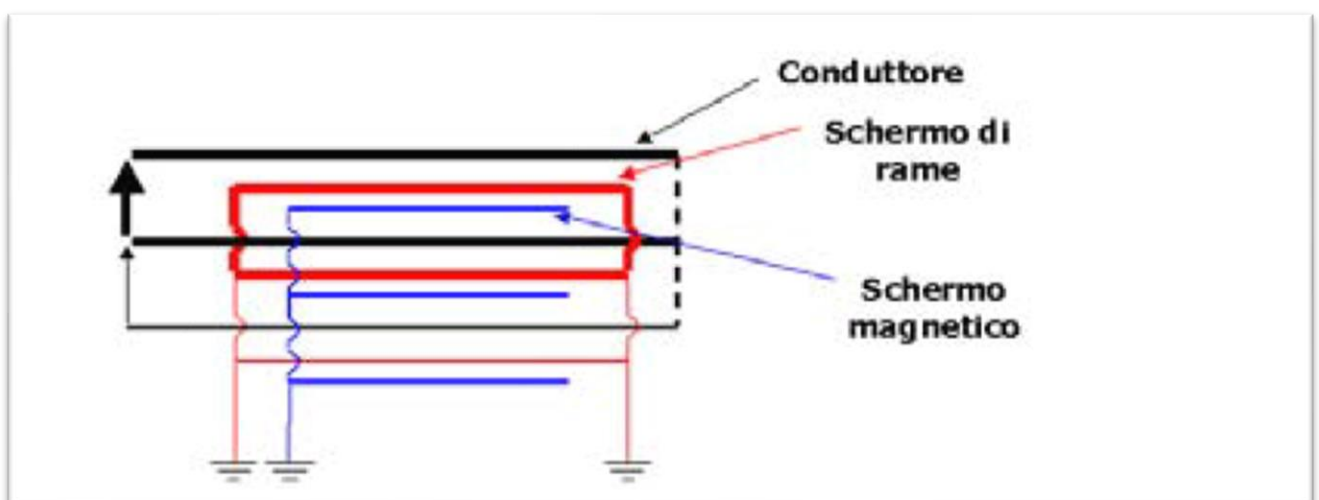 Conduttore
Schermo di
rame
Schermo
magnetico